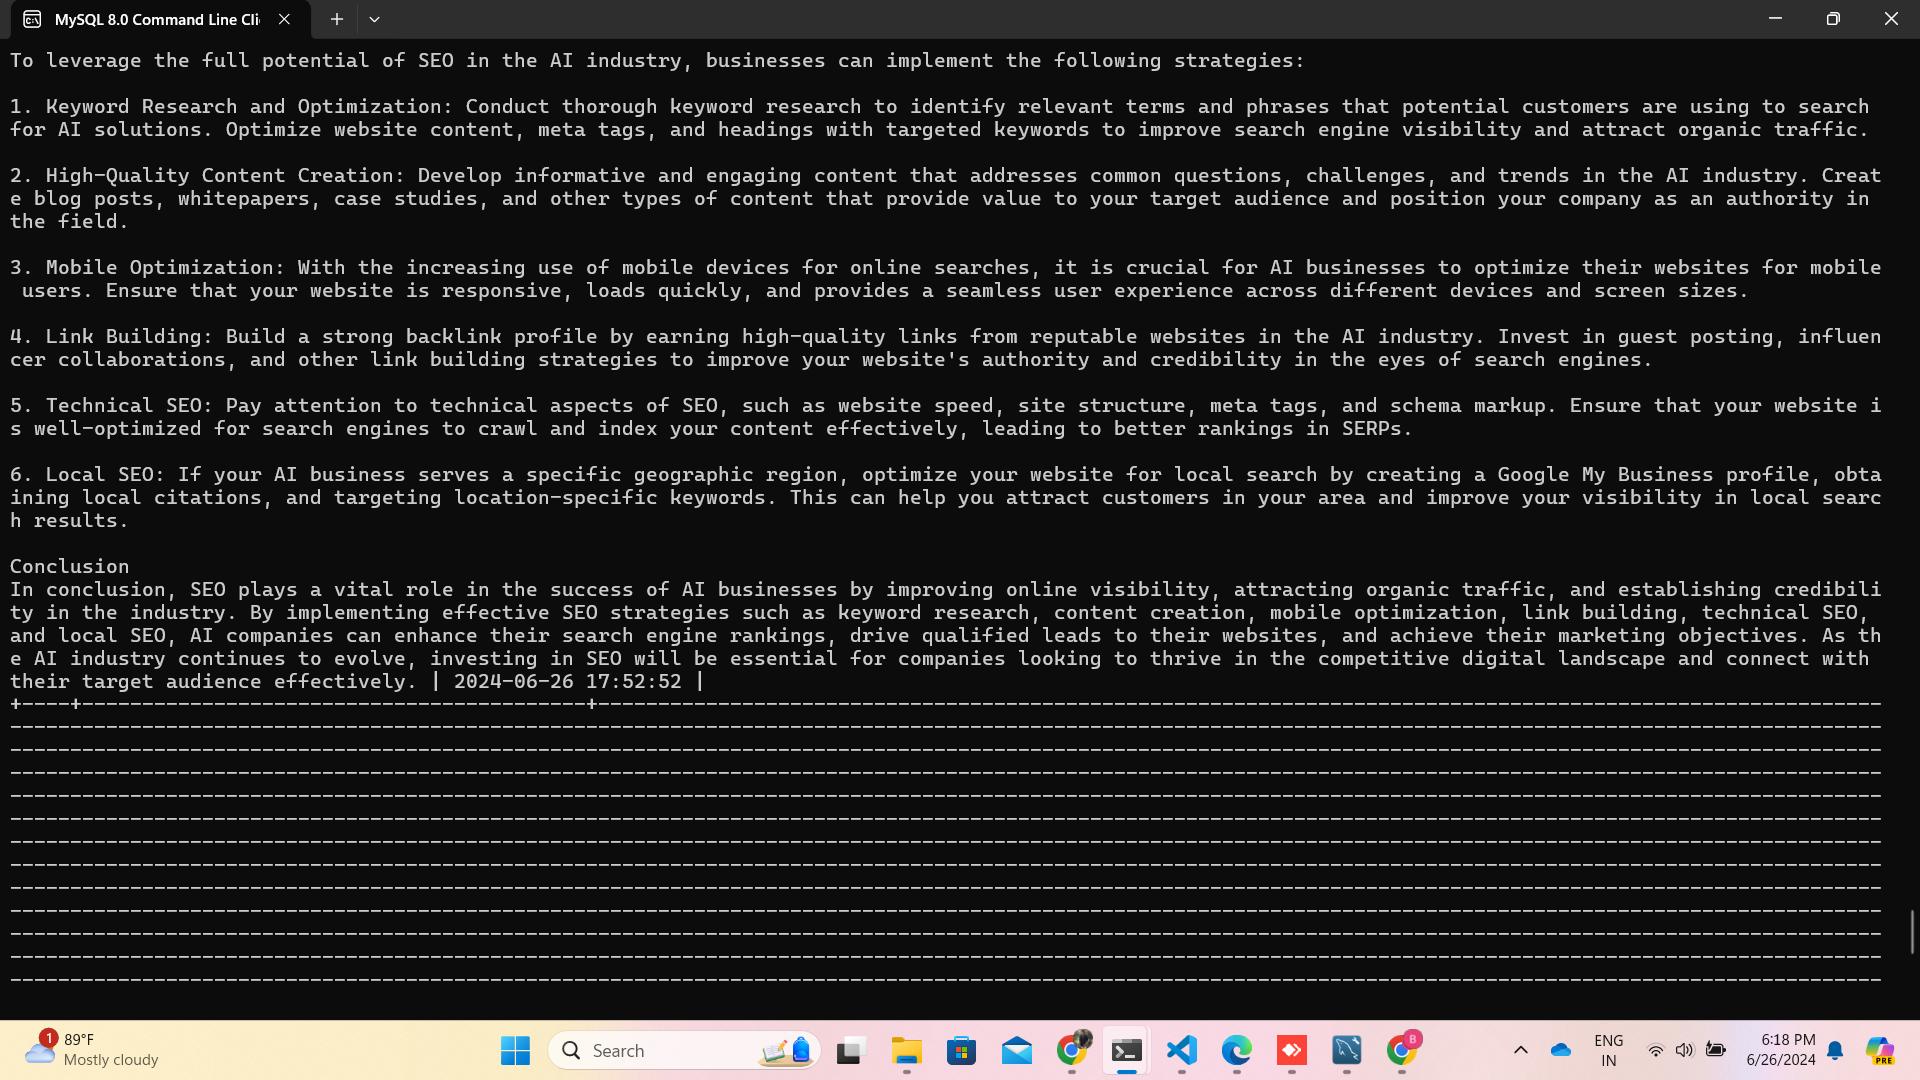 MySQL 8.0 Command Line Cli
To leverage the full potential of SEO in the AI industry, businesses can implement the following strategies:
1. Keyword Research and Optimization: Conduct thorough keyword research to identify relevant terms and phrases that potential customers are using to search
for AI solutions. Optimize website content, meta tags, and headings with targeted keywords to improve search engine visibility and attract organic traffic.
2. High-Quality Content Creation: Develop informative and engaging content that addresses common questions, challenges, and trends in the AI industry. Creat
e blog posts, whitepapers, case studies, and other types of content that provide value to your target audience and position your company as an authority in
the field.
3. Mobile Optimization: With the increasing use of mobile devices for online searches, it is crucial for AI businesses to optimize their websites for mobile
 users. Ensure that your website is responsive, loads quickly, and provides a seamless user experience across different devices and screen sizes.
4. Link Building: Build a strong backlink profile by earning high-quality links from reputable websites in the AI industry. Invest in guest posting, influen
cer collaborations, and other link building strategies to improve your website's authority and credibility in the eyes of search engines.
5. Technical SEO: Pay attention to technical aspects of SEO, such as website speed, site structure, meta tags, and schema markup. Ensure that your website i
s well-optimized for search engines to crawl and index your content effectively, leading to better rankings in SERPs.
6. Local SEO: If your AI business serves a specific geographic region, optimize your website for local search by creating a Google My Business profile, obta
ining local citations, and targeting location-specific keywords. This can help you attract customers in your area and improve your visibility in local searc
h results.
Conclusion
In conclusion, SEO plays a vital role in the success of AI businesses by improving online visibility, attracting organic traffic, and establishing credibili
ty in the industry. By implementing effective SEO strategies such as keyword research, content creation, mobile optimization, link building, technical SEO,
and local SEO, AI companies can enhance their search engine rankings, drive qualified leads to their websites, and achieve their marketing objectives. As th
e AI industry continues to evolve, investing in SEO will be essential for companies looking to thrive in the competitive digital landscape and connect with
their target audience effectively. | 2024-06-26 17:52:52 |
1
89°F
Mostly cloudy
Search
B
ENG
IN
6:18 PM
6/26/2024
PRE